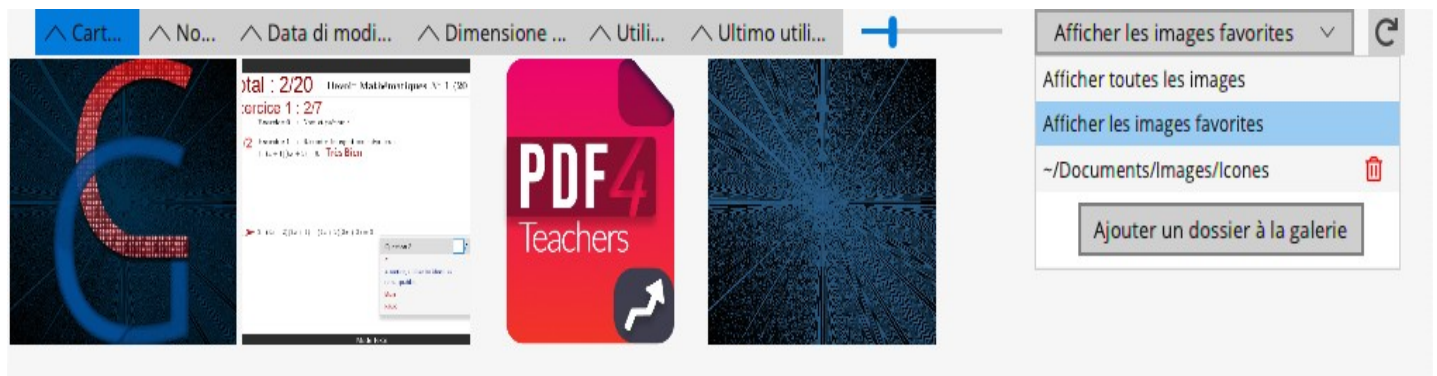 Cart... No... Data di modi... Dimensione ... Utili... Ultimo utili... Afficher les images favorites
Afficher toutes les images
Afficher les images favorites
~/Documents/Images/Icones
Ajouter un dossier à la galerie
tal : 2/20
ercice 1 : 2/7
Très Bien
PDF4
Teachers